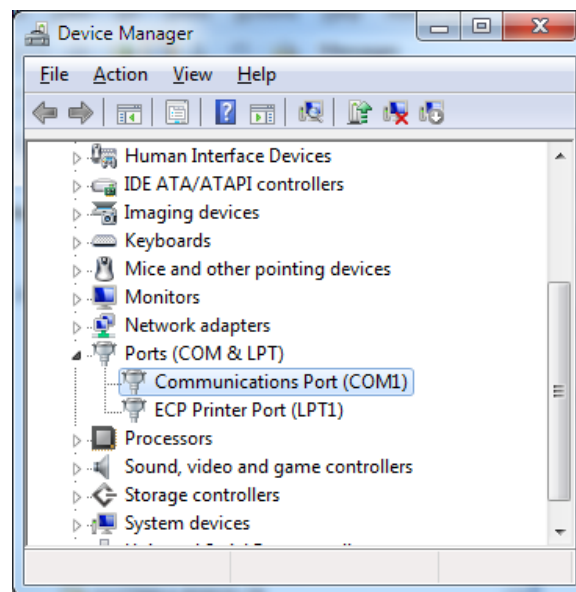 Device Manager
File Action View Help
Human Interface Devices
IDE ATA/ATAPI controllers
Imaging devices
Keyboards
Mice and other pointing devices
Monitors
Network adapters
Ports (COM & LPT)
Communications Port (COM1)
ECP Printer Port (LPT1)
Processors
Sound, video and game controllers
Storage controllers
System devices